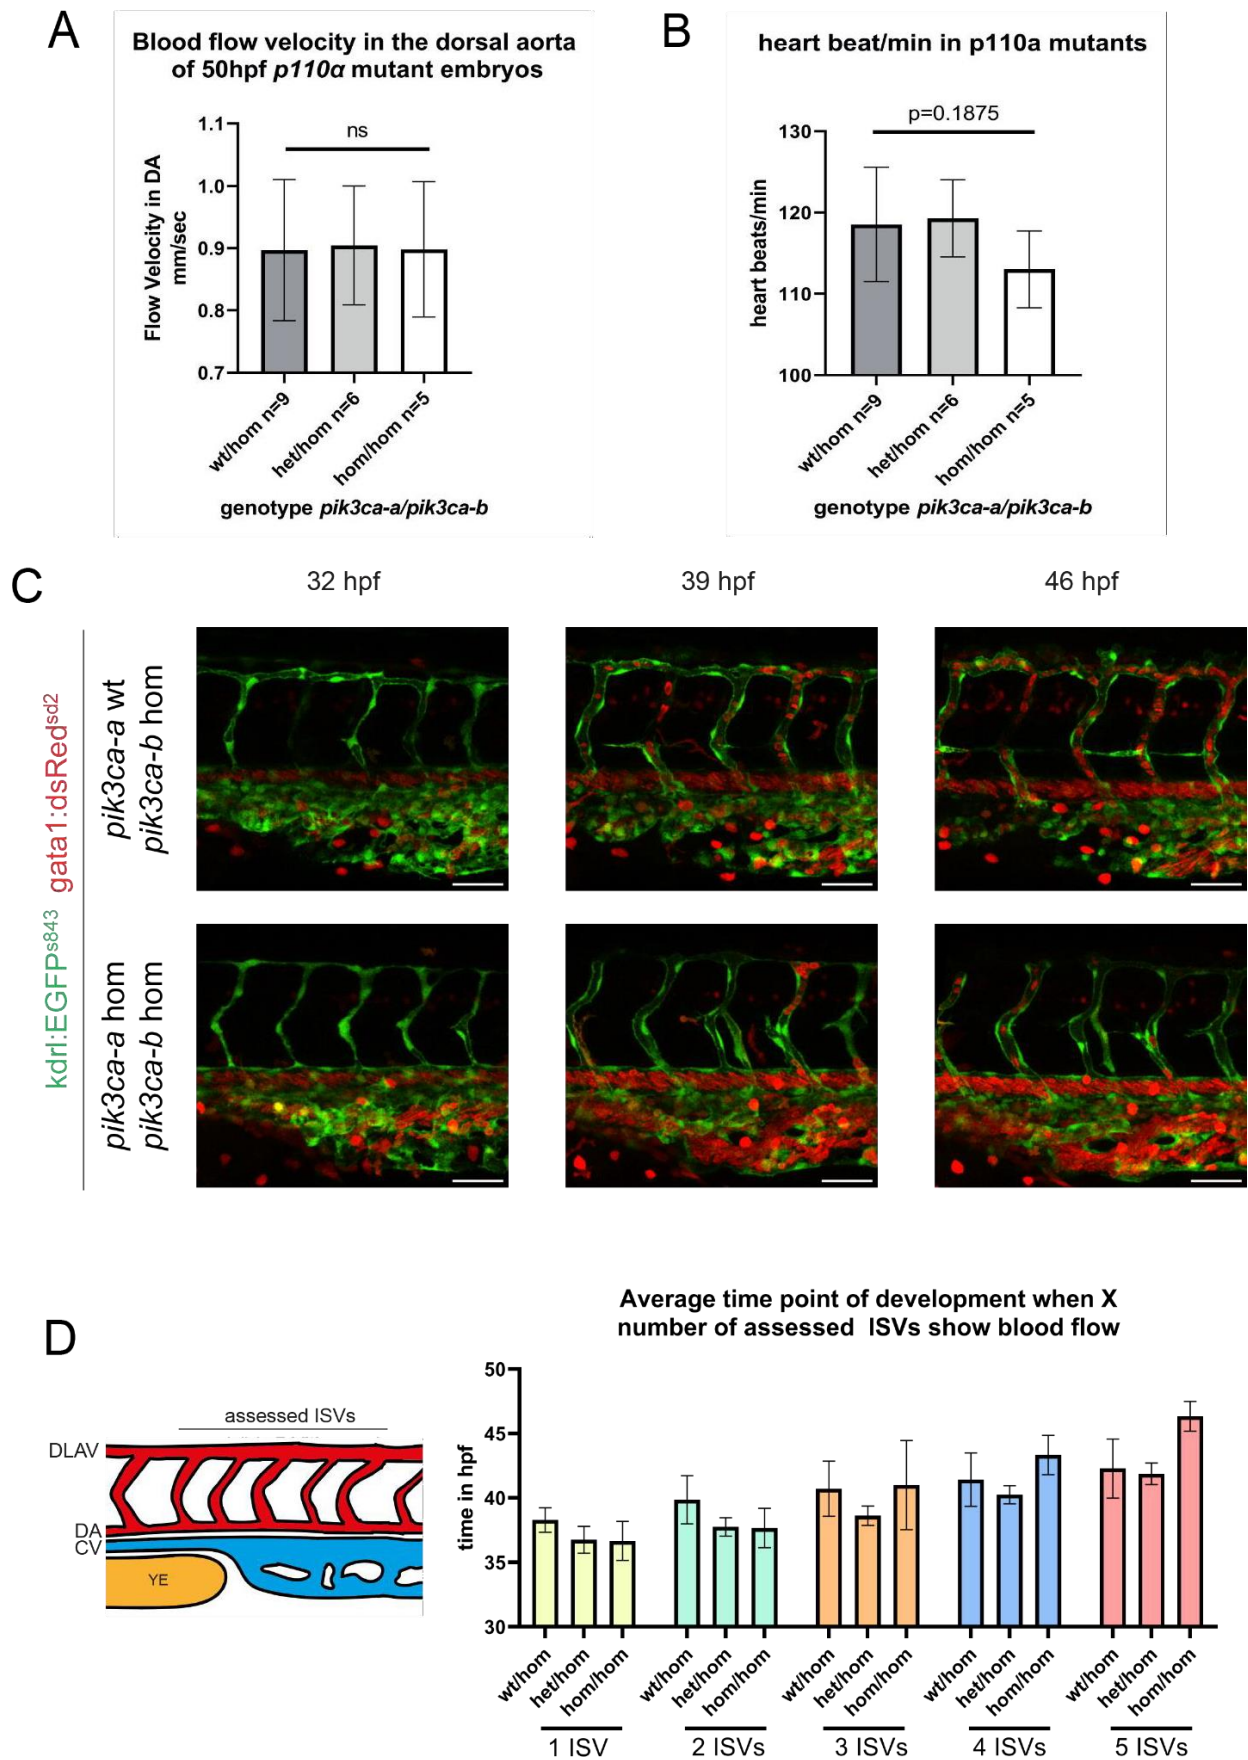 A
Blood flow velocity in the dorsal aorta
of 50hpf p110α mutant embryos
1.1
1.0
0.9
0.8
0.7
Flow Velocity in DA
mm/sec
ns
wt/hom n=9
het/hom n=6
hom/hom n=5
genotype pik3ca-a/pik3ca-b
B
heart beat/min in p110a mutants
p=0.1875
130
120
110
100
heart beats/min
wt/hom n=9
het/hom n=6
hom/hom n=5
genotype pik3ca-a/pik3ca-b
C
32 hpf
39 hpf
46 hpf
kdrl:EGFPs843 gata1:dsRedsd2
pik3ca-a wt
pik3ca-b hom
pik3ca-a hom
pik3ca-b hom
D
assessed ISVs
DLAV
DA
CV
YE
Average time point of development when X
number of assessed ISVs show blood flow
50
45
40
35
30
time in hpf
wt/hom
het/hom
hom/hom
wt/hom
het/hom
hom/hom
wt/hom
het/hom
hom/hom
wt/hom
het/hom
hom/hom
wt/hom
het/hom
hom/hom
1 ISV
2 ISVs
3 ISVs
4 ISVs
5 ISVs